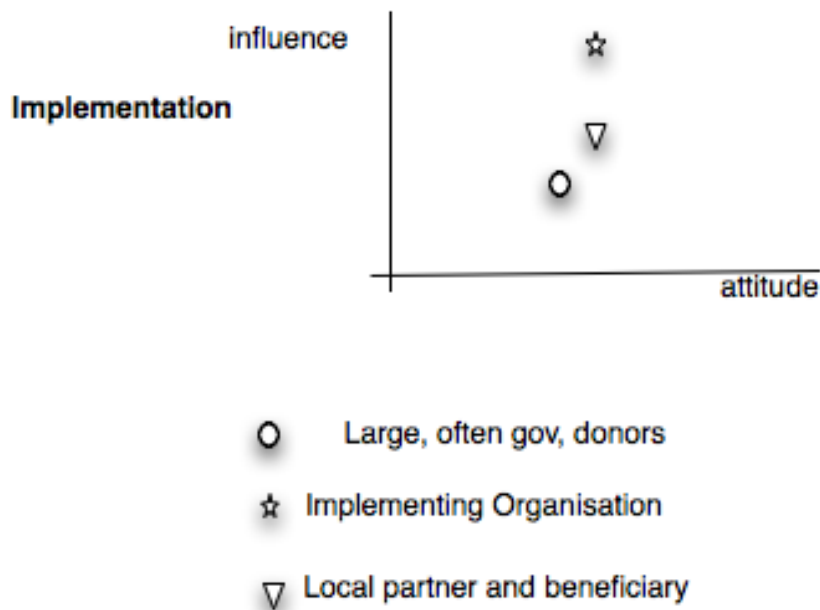 influence
Implementation
attitude
Large, often gov, donors
Implementing Organisation
Local partner and beneficiary